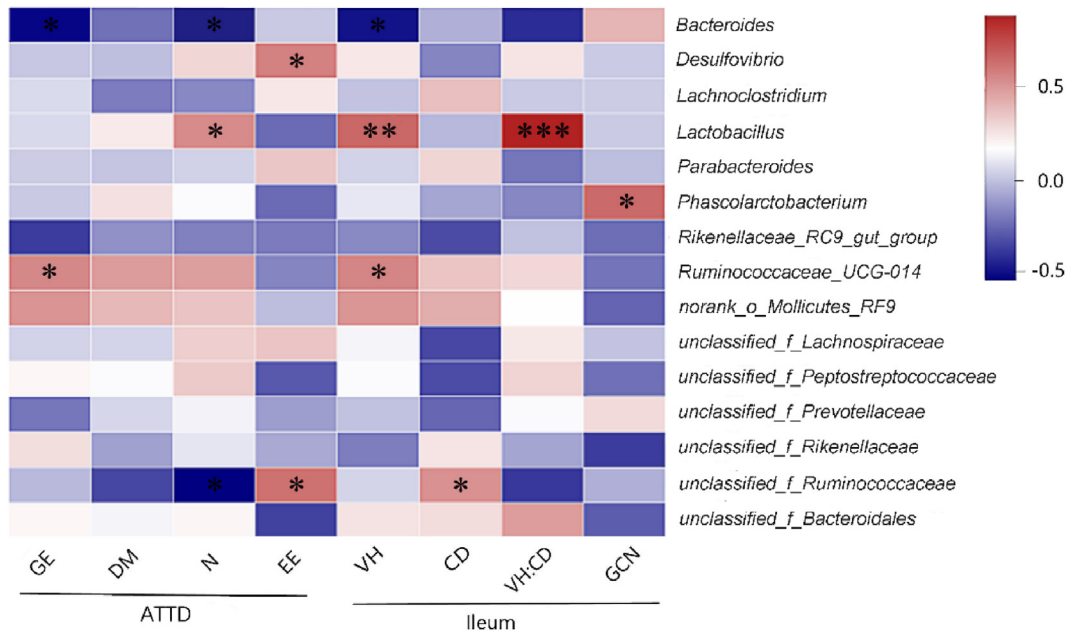 * * * Bacteroides
* Desulfovibrio
Lachnoclostridium
* ** *** Lactobacillus
Parabacteroides
* Phascolarctobacterium
Rikenellaceae_RC9_gut_group
* * Ruminococcaceae_UCG-014
norank_o_Mollicutes_RF9
unclassified_f_Lachnospiraceae
unclassified_f_Peptostreptococcaceae
unclassified_f_Prevotellaceae
unclassified_f_Rikenellaceae
* * * unclassified_f_Ruminococcaceae
unclassified_f_Bacteroidales
0.5
0.0
-0.5
GE DM N EE VH CD VH:CD GCN
ATTD Ileum